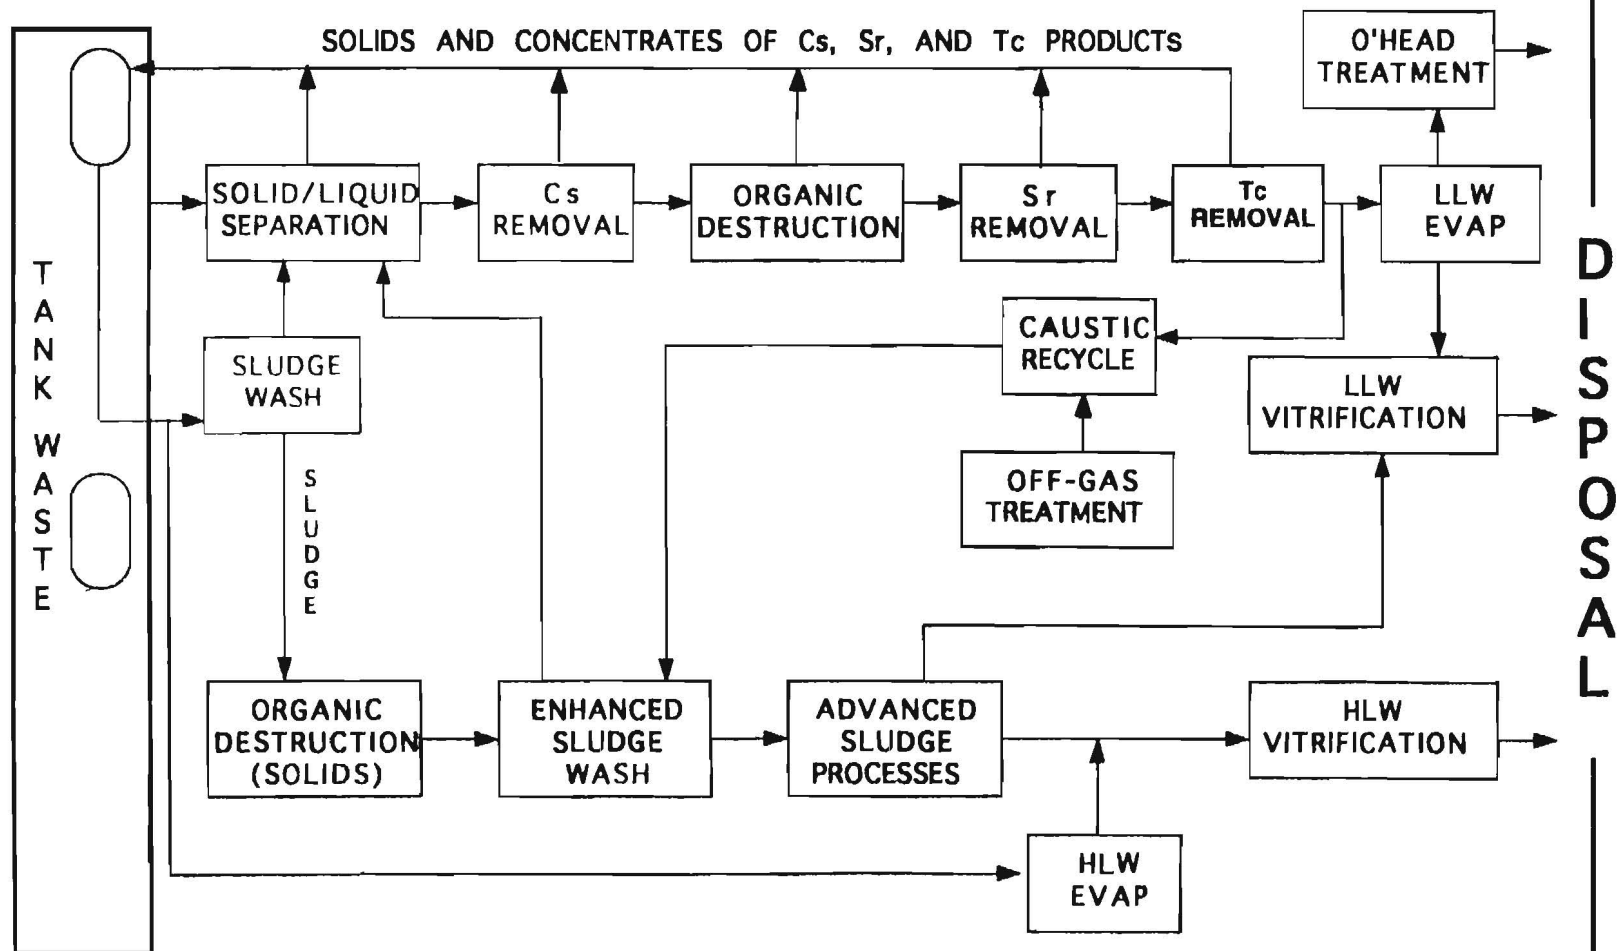 SOLIDS AND CONCENTRATES OF Cs, Sr, AND Tc PRODUCTS
O'HEAD
TREATMENT
SOLID/LIQUID
SEPARATION
Cs
REMOVAL
ORGANIC
DESTRUCTION
Sr
REMOVAL
Tc
REMOVAL
LLW
EVAP
TANK WASTE
SLUDGE
WASH
CAUSTIC
RECYCLE
LLW
VITRIFICATION
OFF-GAS
TREATMENT
SLUDGE
DISPOSAL
ORGANIC
DESTRUCTION
(SOLIDS)
ENHANCED
SLUDGE
WASH
ADVANCED
SLUDGE
PROCESSES
HLW
VITRIFICATION
HLW
EVAP